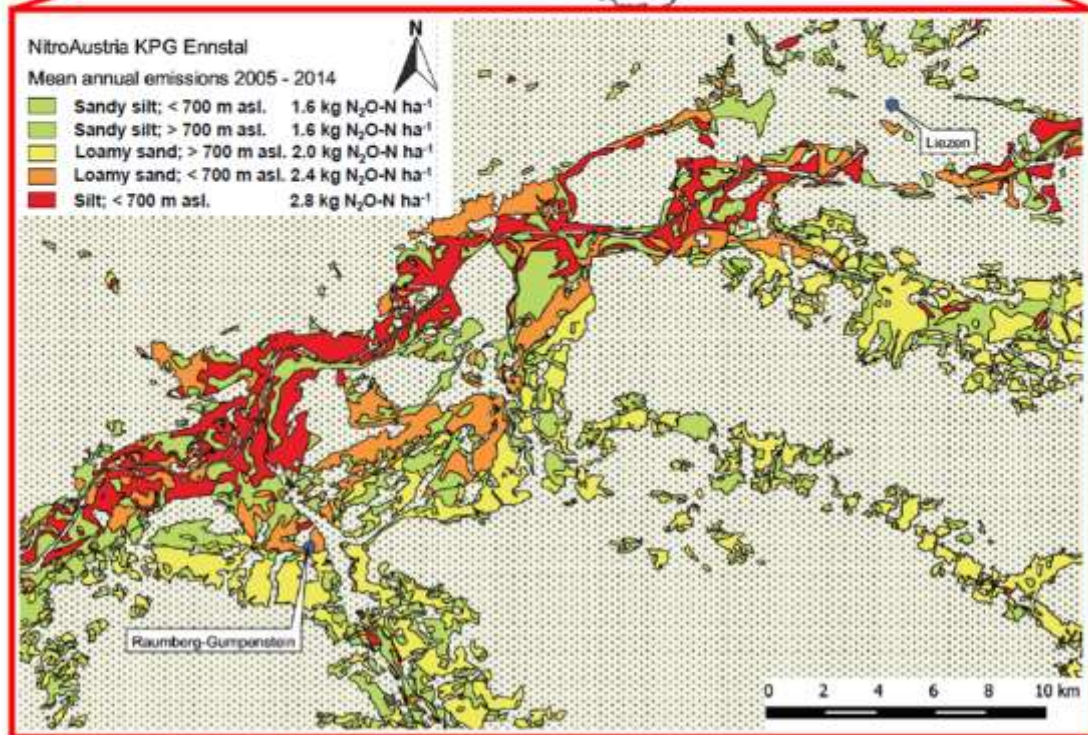 N
NitroAustria KPG Ennstal
Mean annual emissions 2005 - 2014
Sandy silt; < 700 m asl. 1.6 kg N₂O-N ha⁻¹
Sandy silt; > 700 m asl. 1.6 kg N₂O-N ha⁻¹
Loamy sand; > 700 m asl. 2.0 kg N₂O-N ha⁻¹
Loamy sand; < 700 m asl. 2.4 kg N₂O-N ha⁻¹
Silt; < 700 m asl. 2.8 kg N₂O-N ha⁻¹
Liezen
Raumberg-Gumpenstein
0 2 4 6 8 10 km